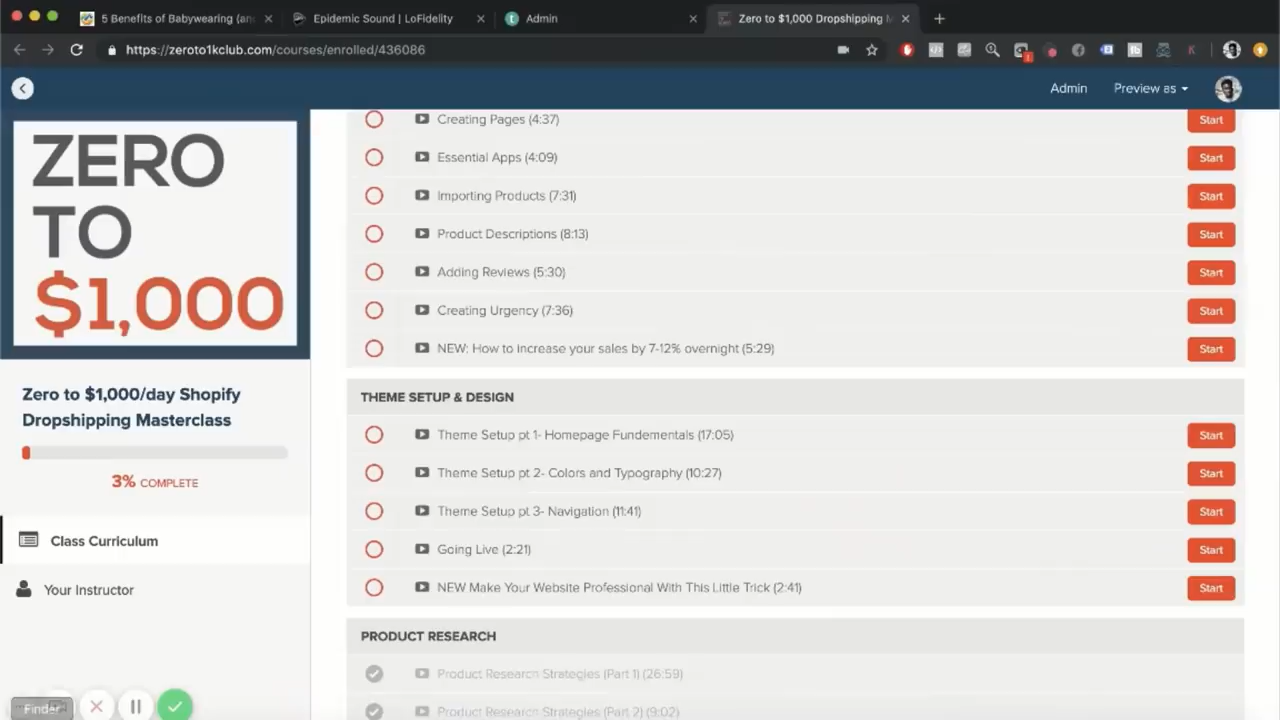 5 Benefits of Babywearing (an
Epidemic Sound | LoFidelity
Admin
Zero to $1,000 Dropshipping M
https://zeroto1kclub.com/courses/enrolled/436086
Admin
Preview as
ZERO
TO
$1,000
Zero to $1,000/day Shopify
Dropshipping Masterclass
3% COMPLETE
Class Curriculum
Your Instructor
Finder
Creating Pages (4:37)
Start
Essential Apps (4:09)
Start
Importing Products (7:31)
Start
Product Descriptions (8:13)
Start
Adding Reviews (5:30)
Start
Creating Urgency (7:36)
Start
NEW: How to increase your sales by 7-12% overnight (5:29)
Start
THEME SETUP & DESIGN
Theme Setup pt 1- Homepage Fundementals (17:05)
Start
Theme Setup pt 2- Colors and Typography (10:27)
Start
Theme Setup pt 3- Navigation (11:41)
Start
Going Live (2:21)
Start
NEW Make Your Website Professional With This Little Trick (2:41)
Start
PRODUCT RESEARCH
Product Research Strategies (Part 1) (26:59)
Product Research Strategies (Part 2) (9:02)